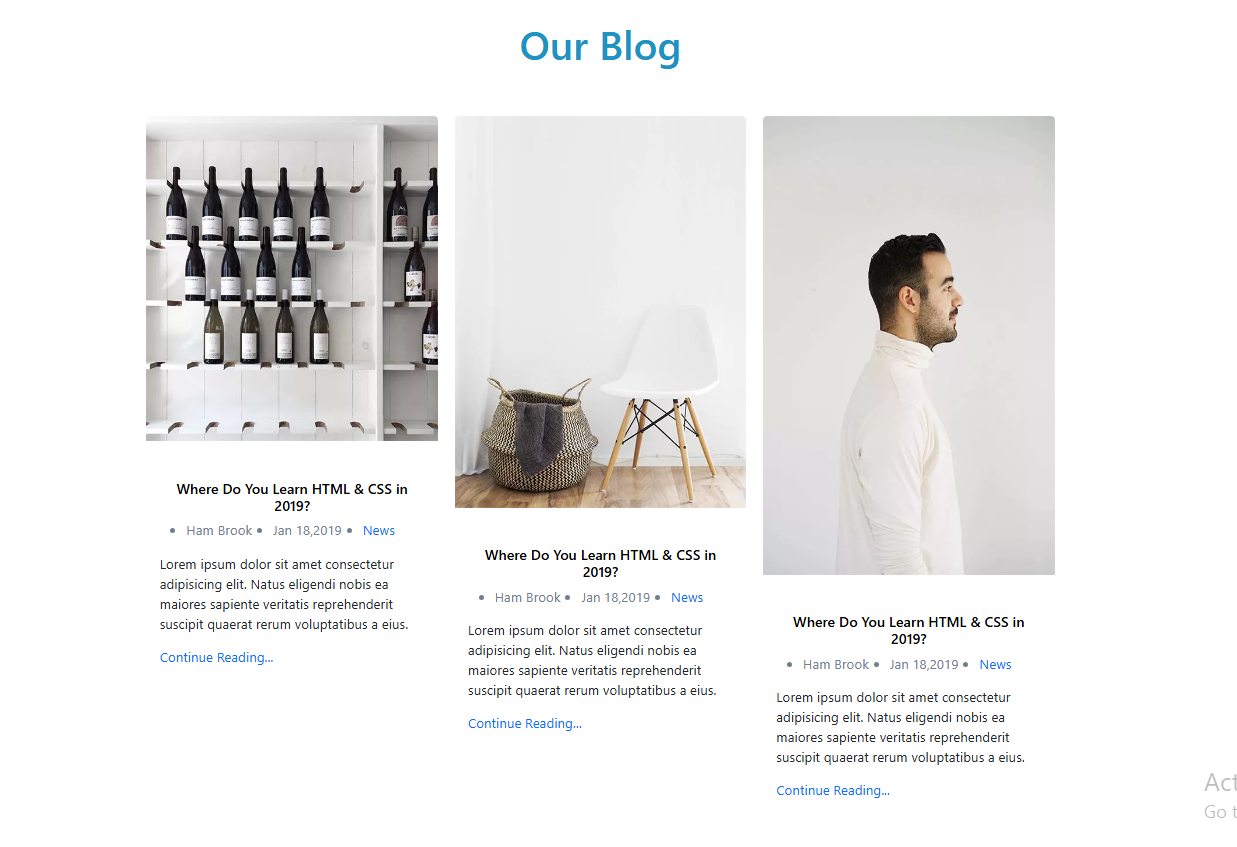 Our Blog
Where Do You Learn HTML & CSS in
2019?
• Ham Brook • Jan 18,2019 • News
Lorem ipsum dolor sit amet consectetur
adipisicing elit. Natus eligendi nobis ea
maiores sapiente veritatis reprehenderit
suscipit quaerat rerum voluptatibus a eius.
Continue Reading...
Where Do You Learn HTML & CSS in
2019?
• Ham Brook • Jan 18,2019 • News
Lorem ipsum dolor sit amet consectetur
adipisicing elit. Natus eligendi nobis ea
maiores sapiente veritatis reprehenderit
suscipit quaerat rerum voluptatibus a eius.
Continue Reading...
Where Do You Learn HTML & CSS in
2019?
• Ham Brook • Jan 18,2019 • News
Lorem ipsum dolor sit amet consectetur
adipisicing elit. Natus eligendi nobis ea
maiores sapiente veritatis reprehenderit
suscipit quaerat rerum voluptatibus a eius.
Continue Reading...
Act
Go t